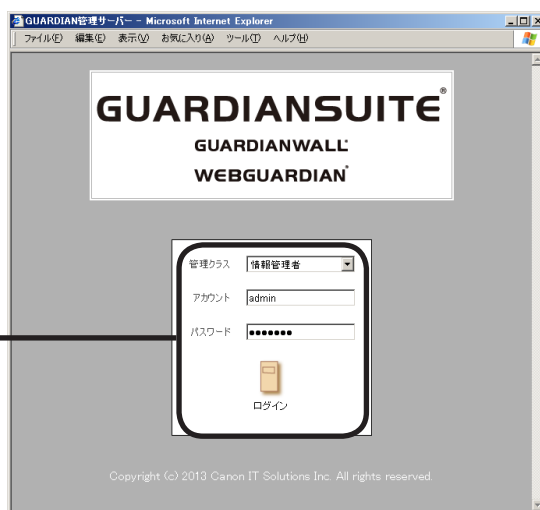 GUARDIAN管理サーバー - Microsoft Internet Explorer
ファイル(F) 編集(E) 表示(V) お気に入り(A) ツール(T) ヘルプ(H)
GUARDIANSUITE®
GUARDIANWALL®
WEBGUARDIAN®
管理クラス 情報管理者
アカウント admin
パスワード ●●●●●●●
ログイン
Copyright (c) 2013 Canon IT Solutions Inc. All rights reserved.